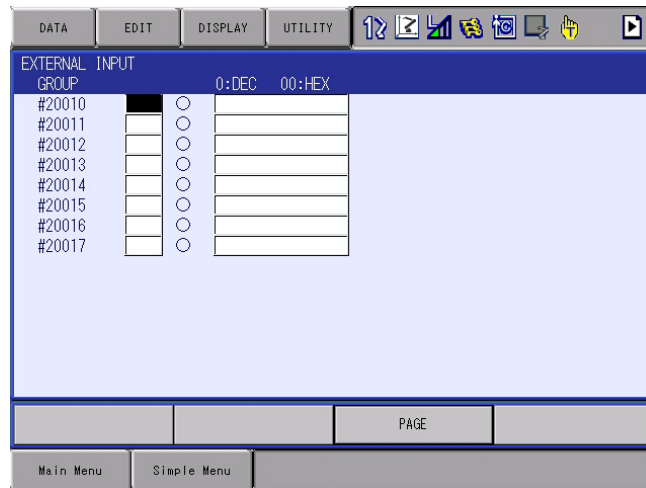 DATA EDIT DISPLAY UTILITY
EXTERNAL INPUT
GROUP 0:DEC 00:HEX
#20010
#20011
#20012
#20013
#20014
#20015
#20016
#20017
PAGE
Main Menu Simple Menu